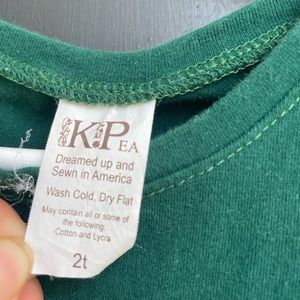 KP EA
Dreamed up and
Sewn in America
Wash Cold, Dry Flat
May contain all or some
of the following:
Cotton and Lycra
2t